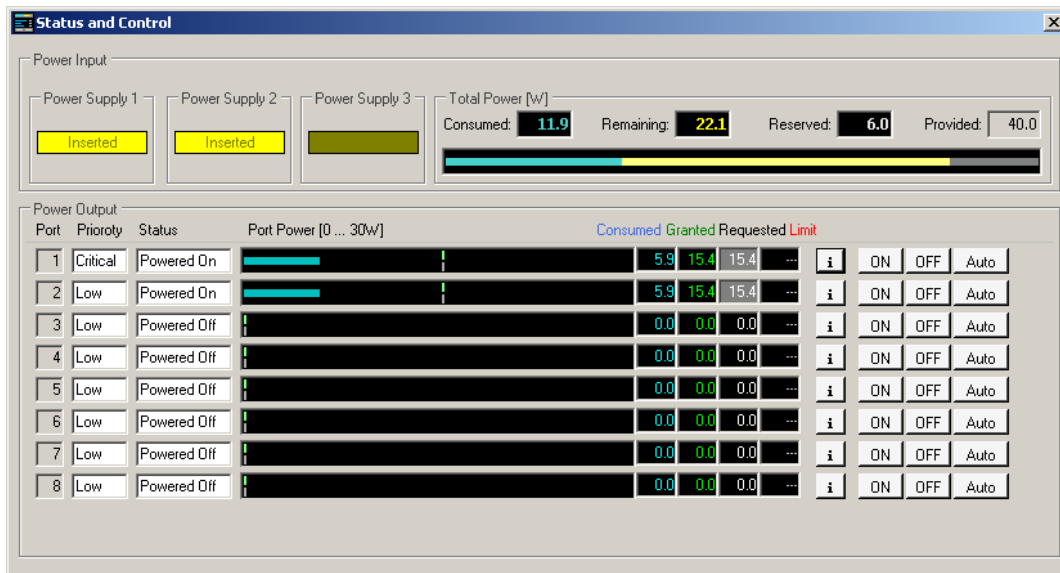 Status and Control
Power Input
Power Supply 1 Power Supply 2 Power Supply 3 Total Power [W]
Inserted Inserted Consumed: 11.9 Remaining: 22.1 Reserved: 6.0 Provided: 40.0
Power Output
Port Prioroty Status Port Power [0 ... 30W] Consumed Granted Requested Limit
1 Critical Powered On 5.9 15.4 15.4 --- i ON OFF Auto
2 Low Powered On 5.9 15.4 15.4 --- i ON OFF Auto
3 Low Powered Off 0.0 0.0 0.0 --- i ON OFF Auto
4 Low Powered Off 0.0 0.0 0.0 --- i ON OFF Auto
5 Low Powered Off 0.0 0.0 0.0 --- i ON OFF Auto
6 Low Powered Off 0.0 0.0 0.0 --- i ON OFF Auto
7 Low Powered Off 0.0 0.0 0.0 --- i ON OFF Auto
8 Low Powered Off 0.0 0.0 0.0 --- i ON OFF Auto